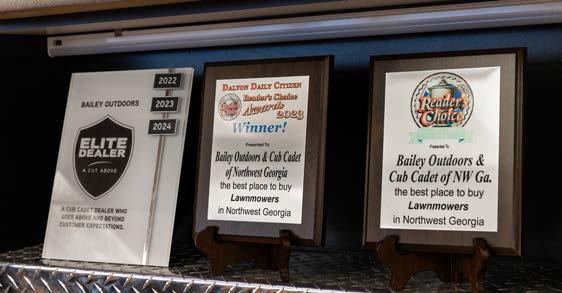 2022
2023
2024
BAILEY OUTDOORS
ELITE
DEALER
A CUT ABOVE
A CUB CADET DEALER WHO
GOES ABOVE AND BEYOND
CUSTOMER EXPECTATIONS.
DALTON DAILY CITIZEN
Reader's Choice
Reader's Choice
Awards
2023
Winner!
Presented To
Bailey Outdoors & Cub Cadet
of Northwest Georgia
the best place to buy
Lawnmowers
in Northwest Georgia
Reader's
Choice
Presented To
Bailey Outdoors &
Cub Cadet of NW Ga.
the best place to buy
Lawnmowers
in Northwest Georgia